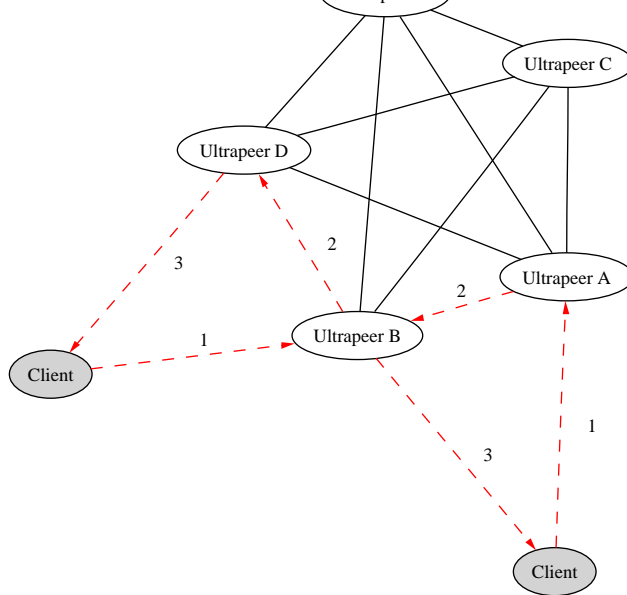 Ultrapeer C
Ultrapeer D
3
2
2
Ultrapeer A
1
Ultrapeer B
Client
1
3
Client